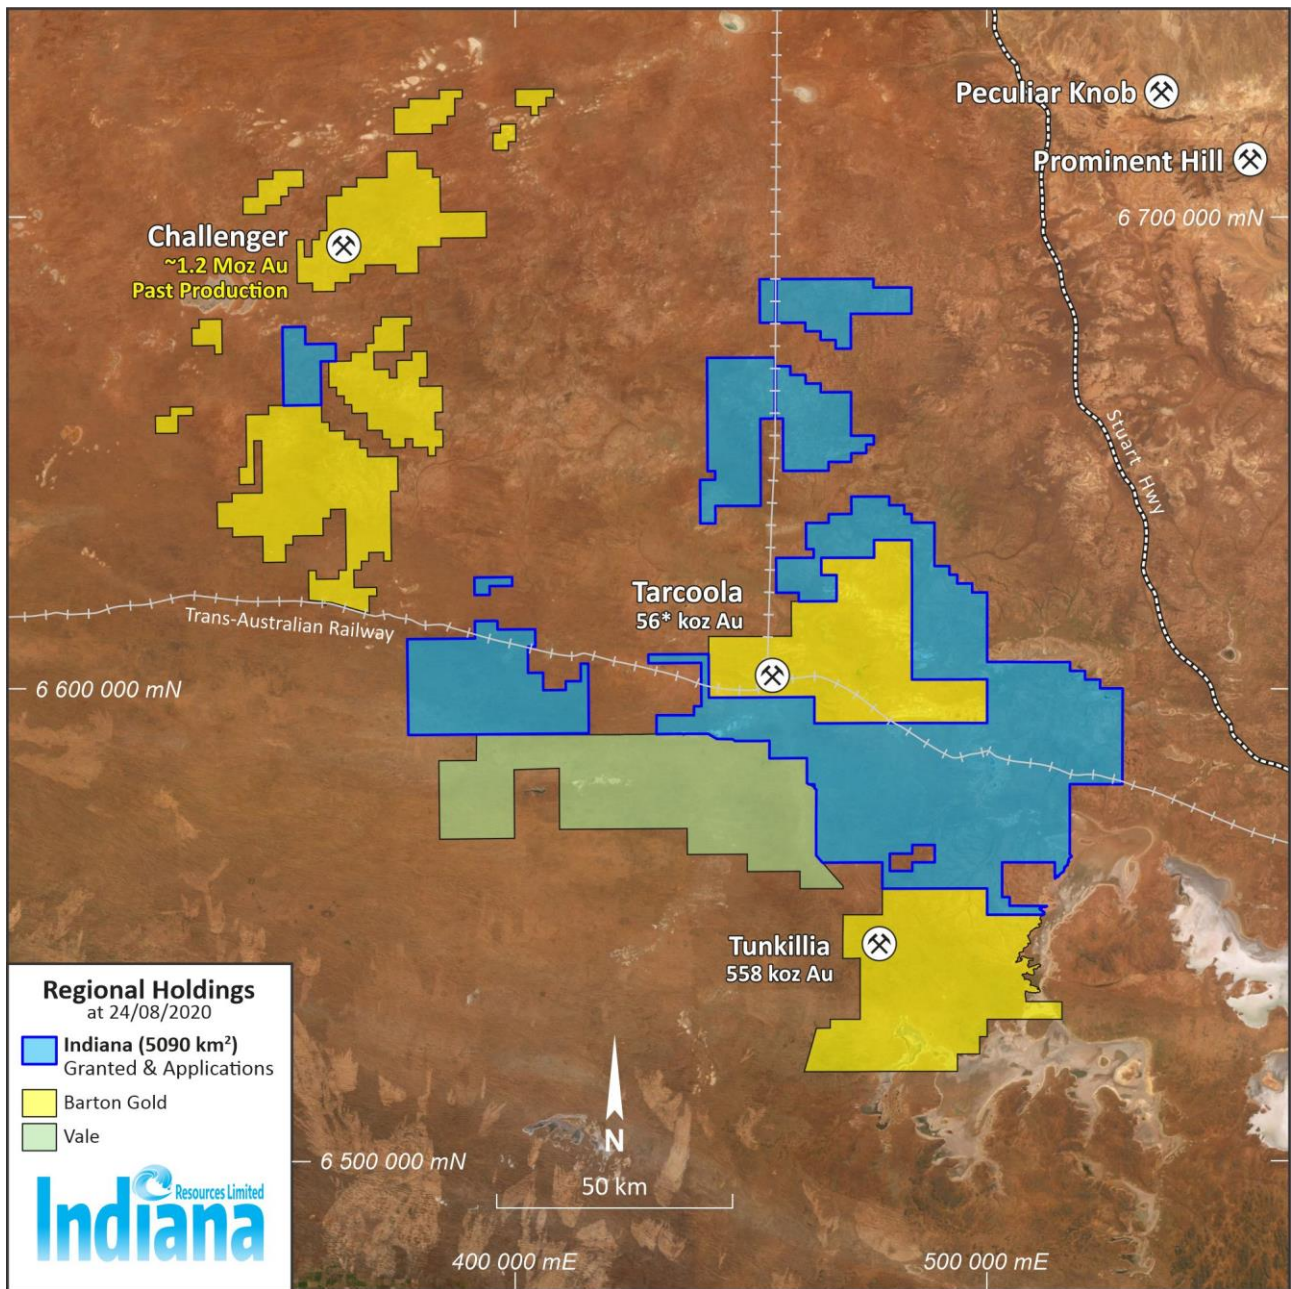 Peculiar Knob
Prominent Hill
6 700 000 mN
Challenger
~1.2 Moz Au
Past Production
Stuart Hwy
Tarcoola
56* koz Au
Trans-Australian Railway
6 600 000 mN
Tunkillia
558 koz Au
Regional Holdings
at 24/08/2020
Indiana (5090 km²)
Granted & Applications
Barton Gold
Vale
Indiana
Resources Limited
N
6 500 000 mN
50 km
400 000 mE
500 000 mE